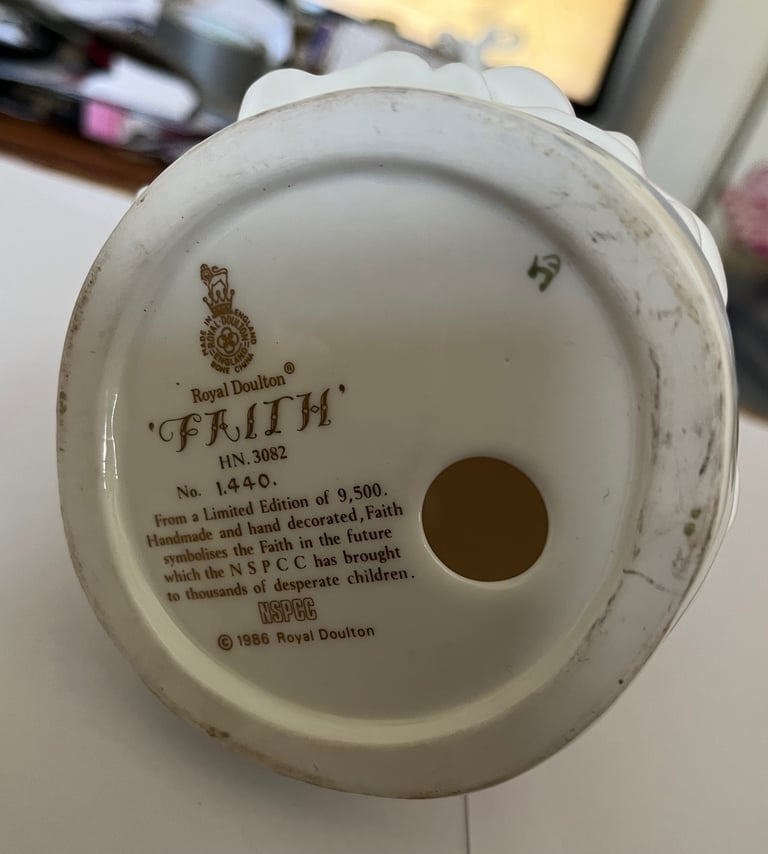 MADE IN ENGLAND
ROYAL · DOULTON
ENGLAND
BONE CHINA
Royal Doulton®
'FAITH'
HN.3082
No. 1.440.
From a Limited Edition of 9,500.
Handmade and hand decorated, Faith
symbolises the Faith in the future
which the N S P C C has brought
to thousands of desperate children.
NSPCC
© 1986 Royal Doulton